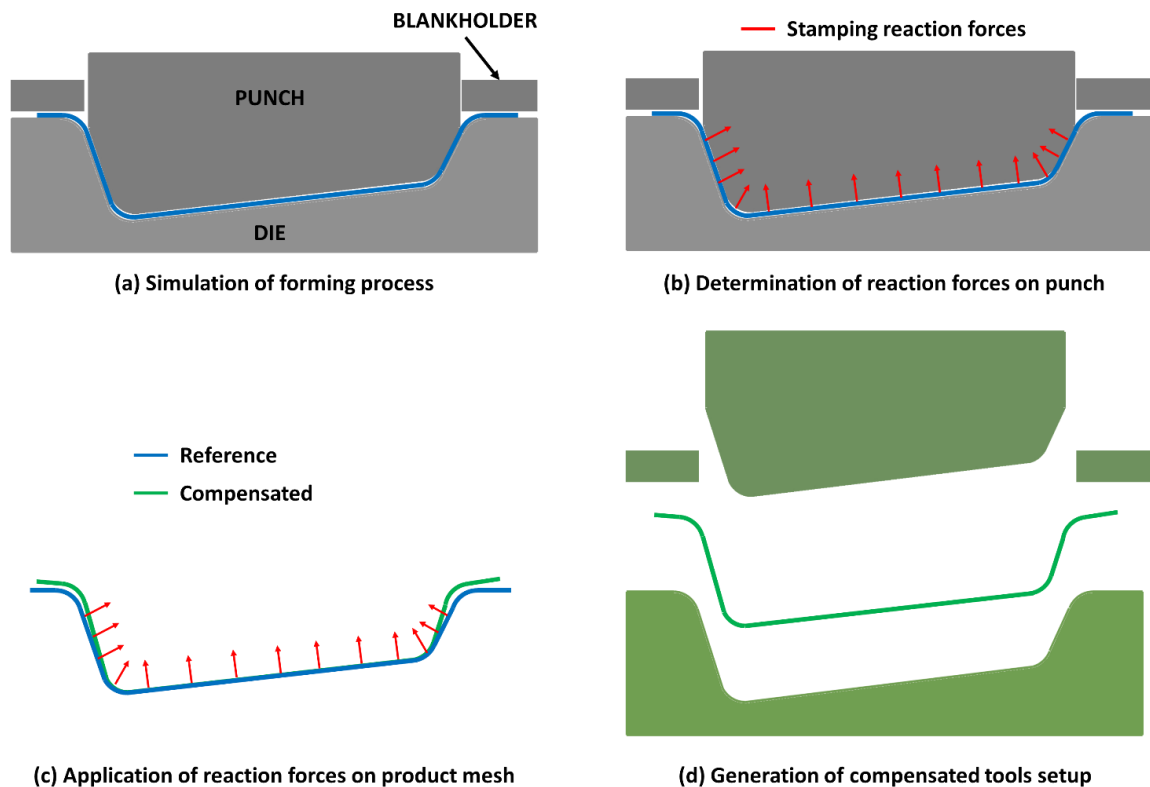 BLANKHOLDER
PUNCH
DIE
(a) Simulation of forming process
Stamping reaction forces
(b) Determination of reaction forces on punch
Reference
Compensated
(c) Application of reaction forces on product mesh
(d) Generation of compensated tools setup